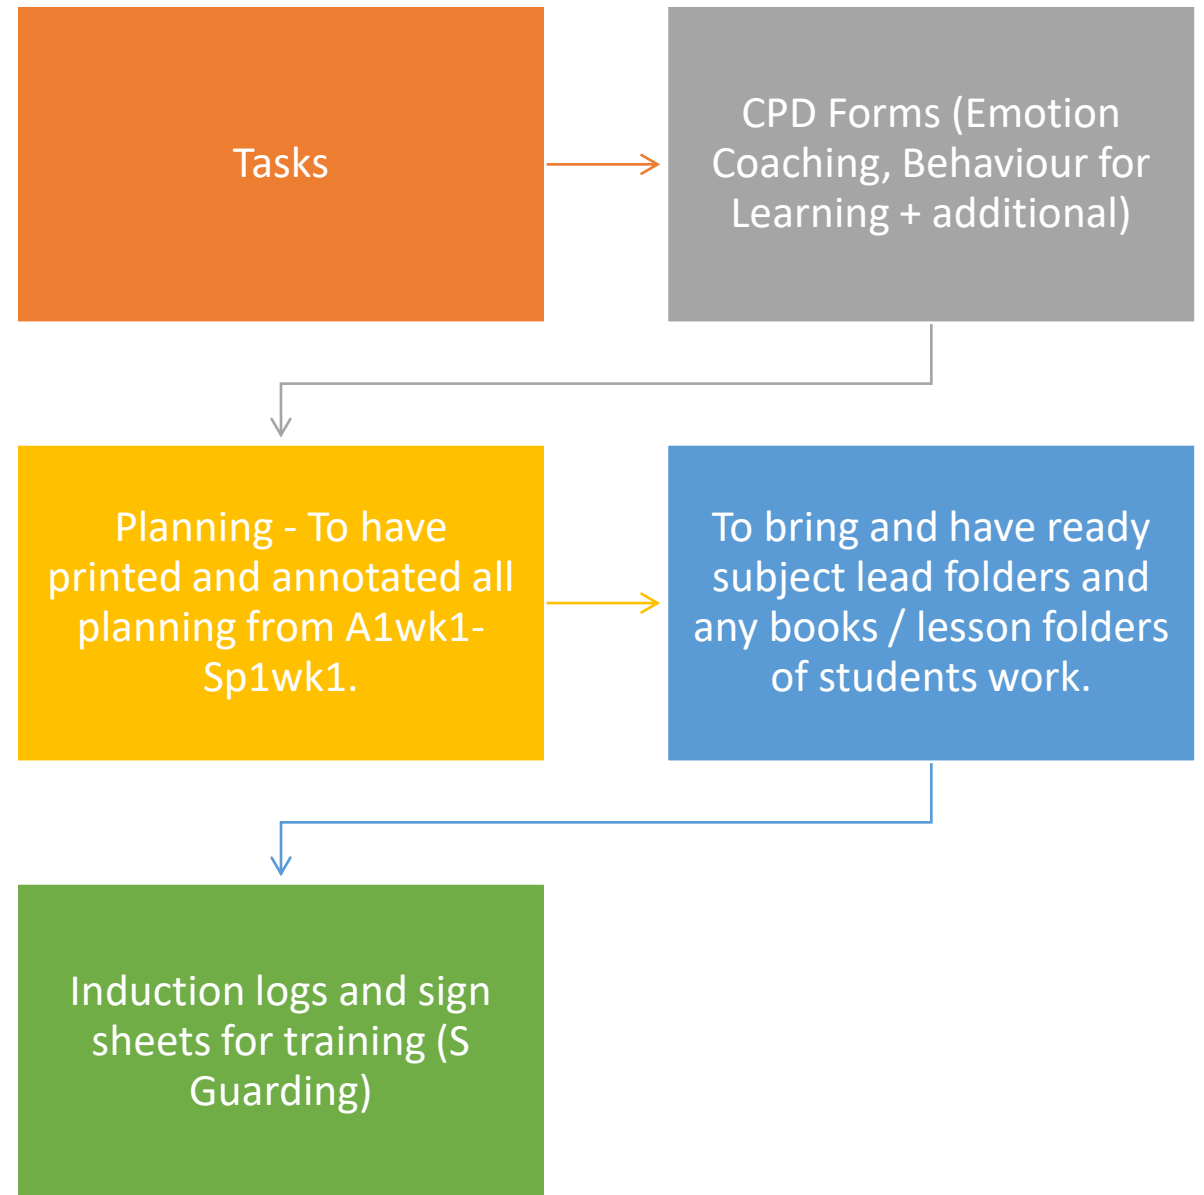 Tasks
CPD Forms (Emotion
Coaching, Behaviour for
Learning + additional)
Planning - To have
printed and annotated all
planning from A1wk1-
Sp1wk1.
To bring and have ready
subject lead folders and
any books / lesson folders
of students work.
Induction logs and sign
sheets for training (S
Guarding)